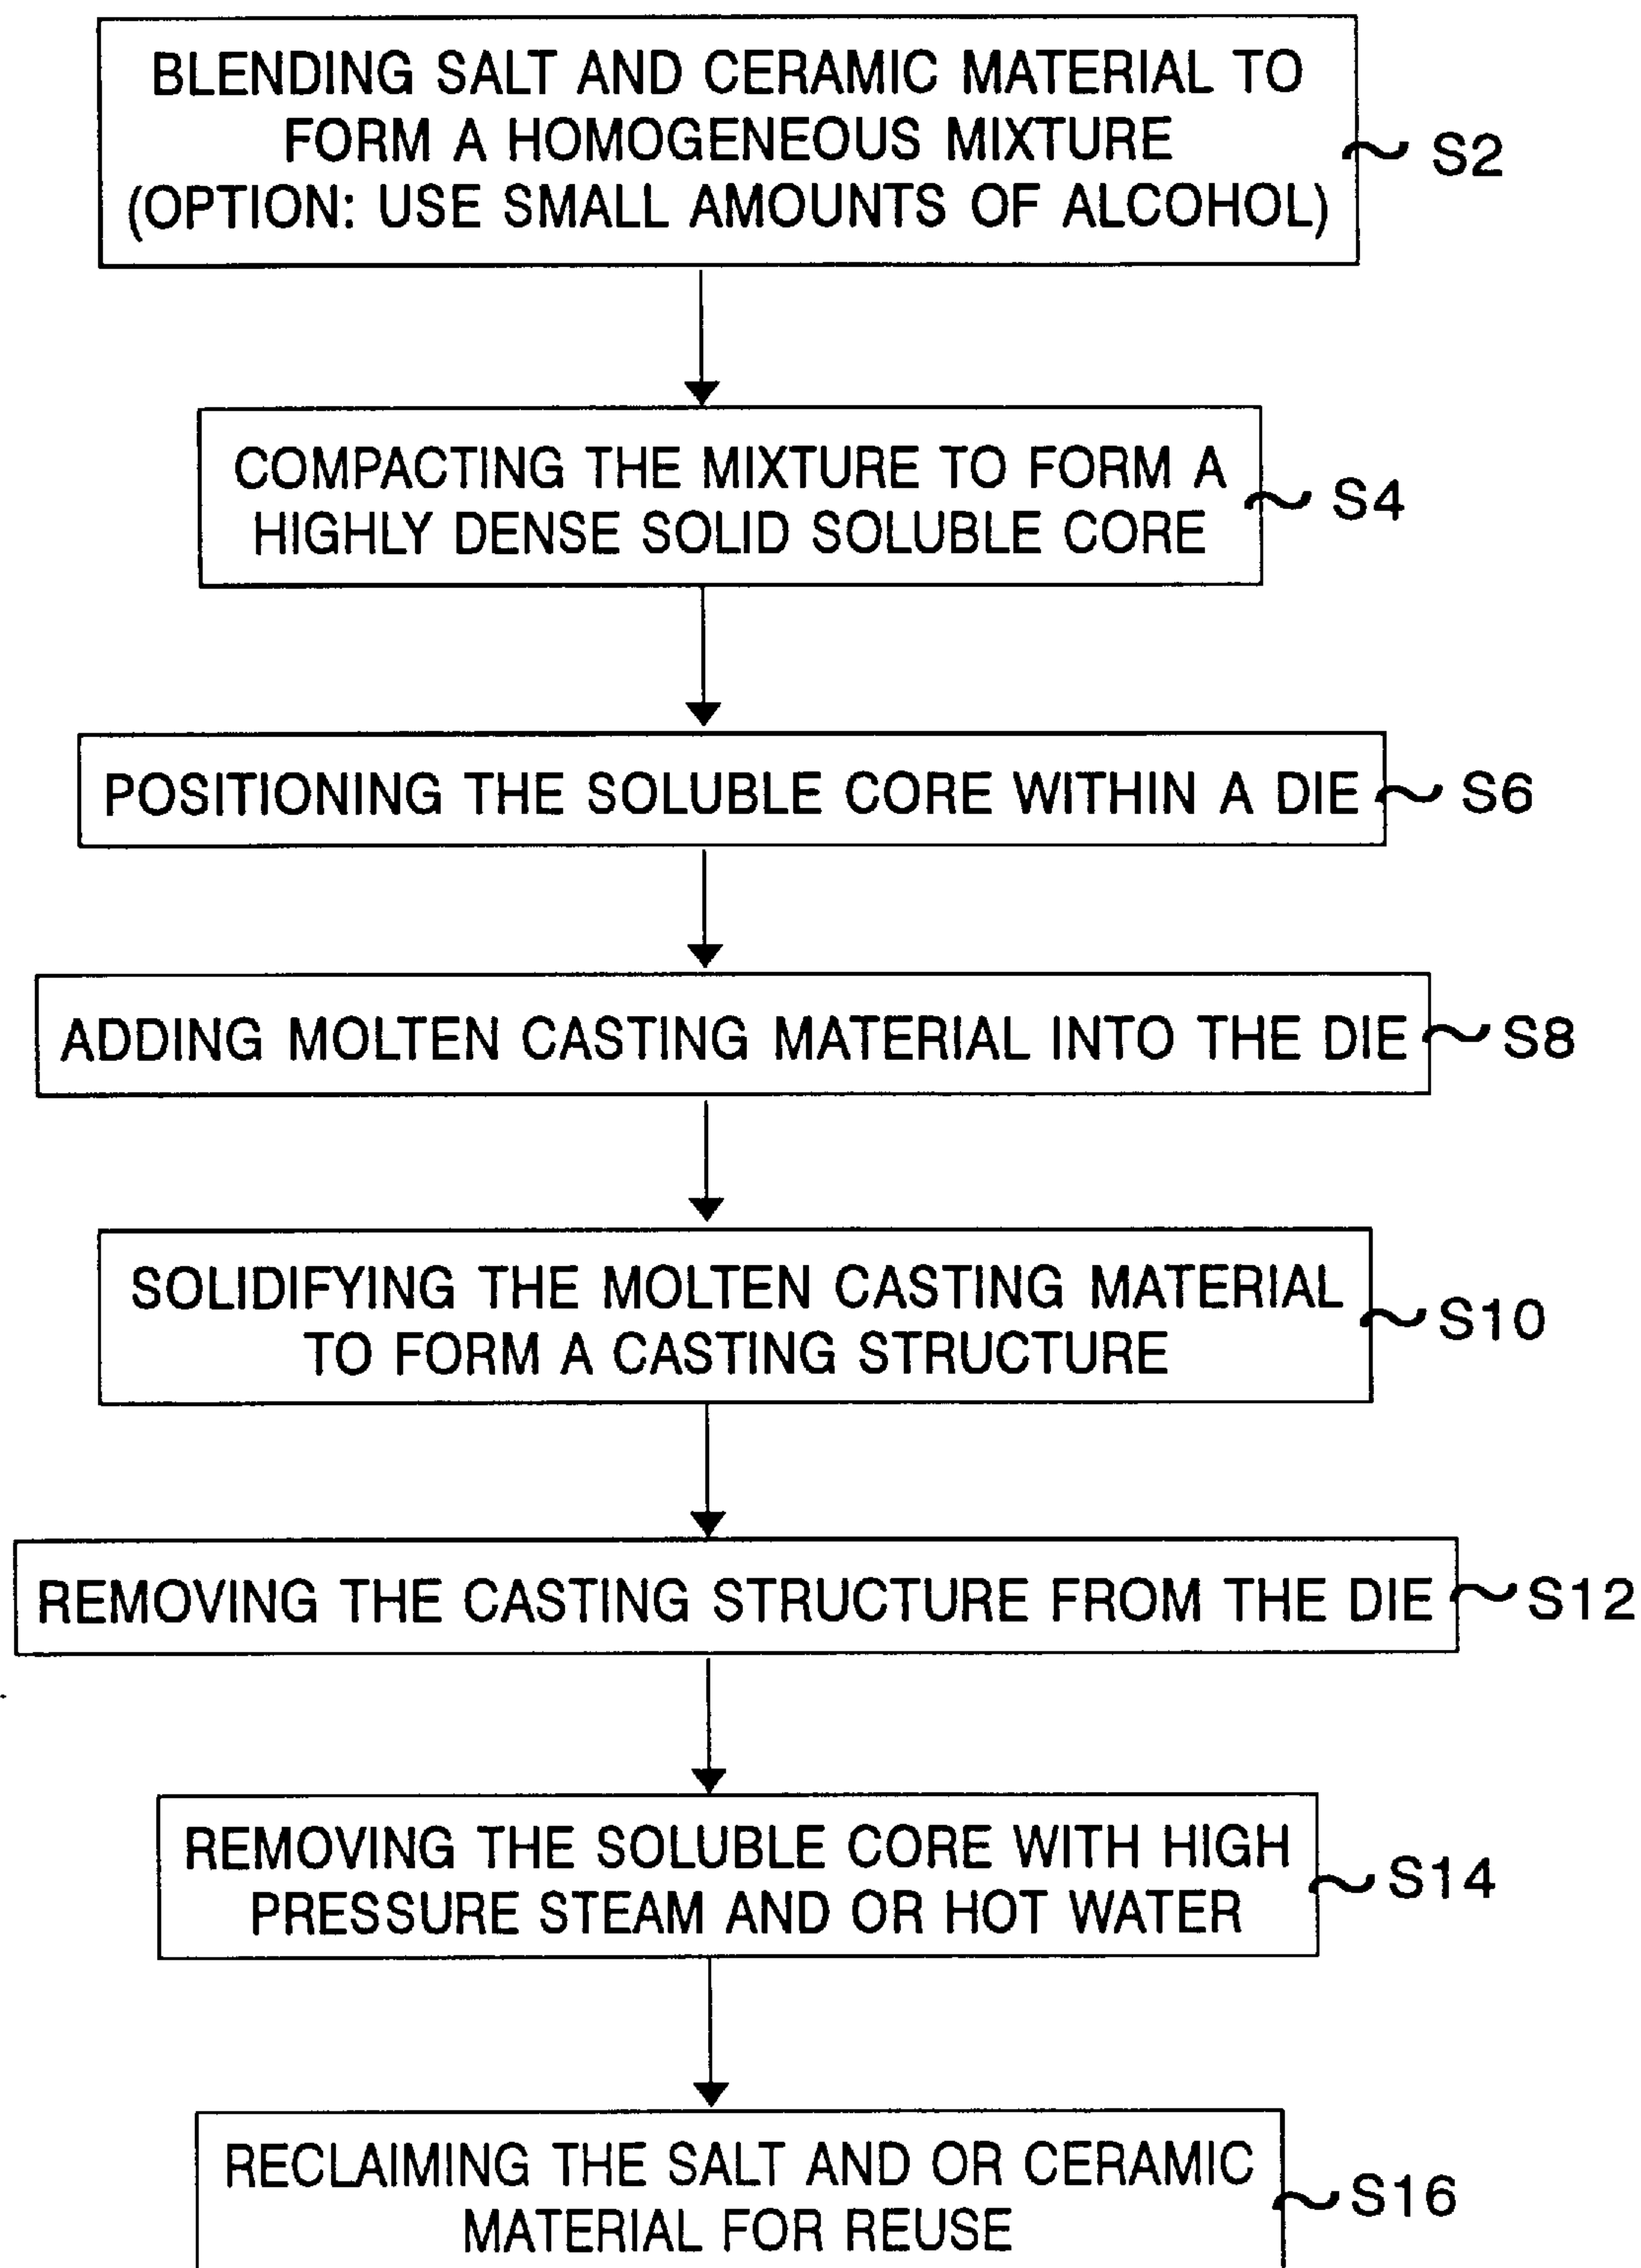 BLENDING SALT AND CERAMIC MATERIAL TO
FORM A HOMOGENEOUS MIXTURE
(OPTION: USE SMALL AMOUNTS OF ALCOHOL)
S2
COMPACTING THE MIXTURE TO FORM A
HIGHLY DENSE SOLID SOLUBLE CORE
S4
POSITIONING THE SOLUBLE CORE WITHIN A DIE
S6
ADDING MOLTEN CASTING MATERIAL INTO THE DIE
S8
SOLIDIFYING THE MOLTEN CASTING MATERIAL
TO FORM A CASTING STRUCTURE
S10
REMOVING THE CASTING STRUCTURE FROM THE DIE
S12
REMOVING THE SOLUBLE CORE WITH HIGH
PRESSURE STEAM AND OR HOT WATER
S14
RECLAIMING THE SALT AND OR CERAMIC
MATERIAL FOR REUSE
S16